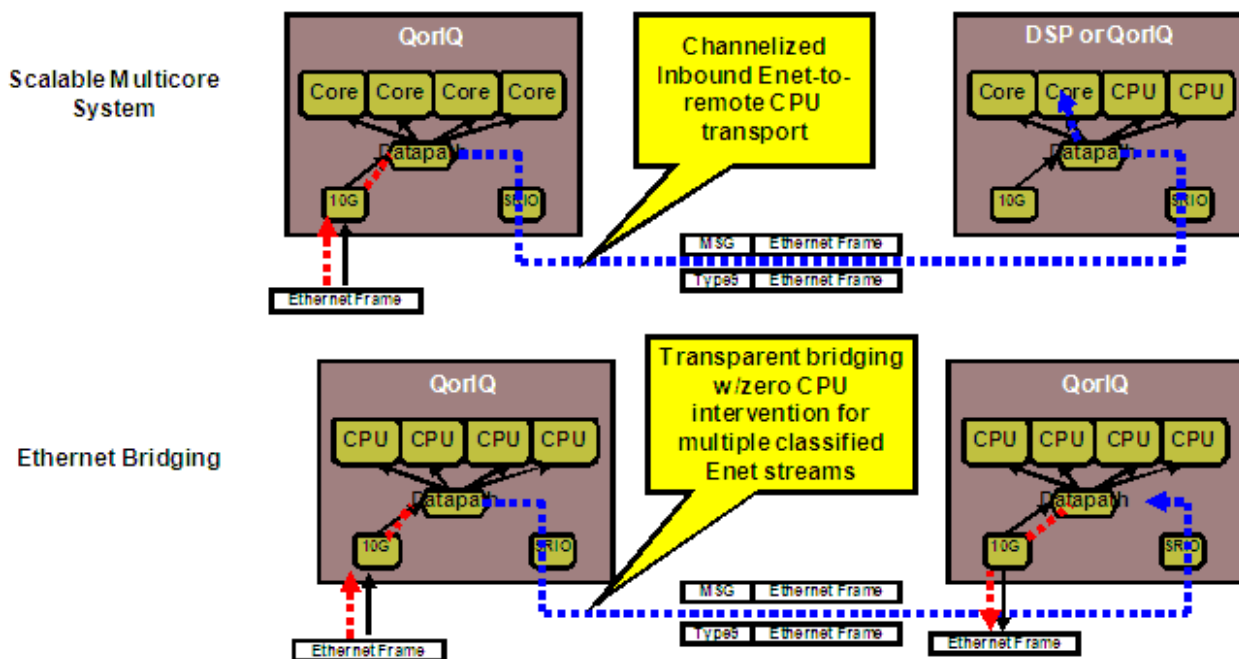 Scalable Multicore
System
QorIQ
Core Core Core Core
Datapath
10G
SRIO
Ethernet Frame
Channelized
Inbound Enet-to-
remote CPU
transport
MSG Ethernet Frame
Type9 Ethernet Frame
DSP or QorIQ
Core Core CPU CPU
Datapath
10G
SRIO
Ethernet Bridging
QorIQ
CPU CPU CPU CPU
Datapath
10G
SRIO
Ethernet Frame
Transparent bridging
w/zero CPU
intervention for
multiple classified
Enet streams
MSG Ethernet Frame
Type9 Ethernet Frame
QorIQ
CPU CPU CPU CPU
Datapath
10G
SRIO
Ethernet Frame